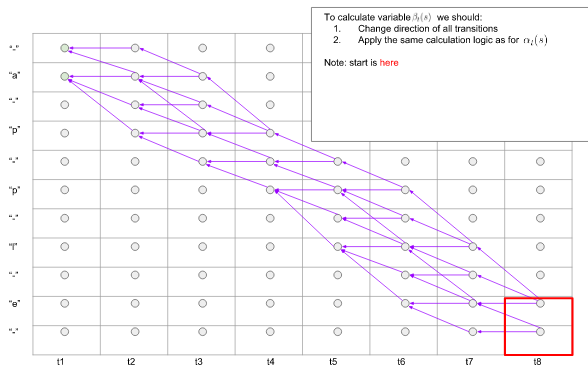 To calculate variable β_t(s) we should:
1. Change direction of all transitions
2. Apply the same calculation logic as for α_t(s)
Note: start is here
"-"
"a"
"-"
"p"
"-"
"p"
"-"
"l"
"-"
"e"
"-"
t1 t2 t3 t4 t5 t6 t7 t8